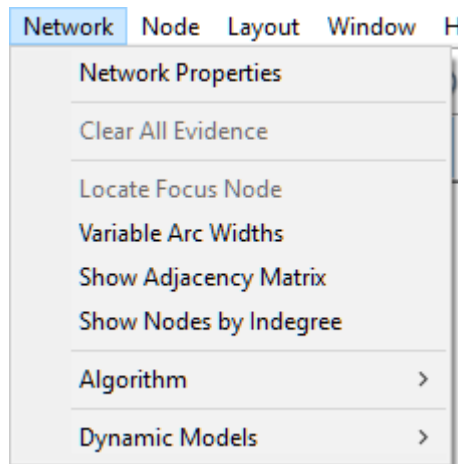 Network Node Layout Window H
Network Properties
Clear All Evidence
Locate Focus Node
Variable Arc Widths
Show Adjacency Matrix
Show Nodes by Indegree
Algorithm
Dynamic Models